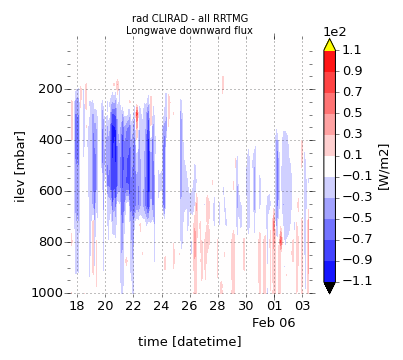 rad CLIRAD - all RRTMG
Longwave downward flux
1e2
1.1
0.9
0.7
0.5
0.3
0.1
−0.1
−0.3
−0.5
−0.7
−0.9
−1.1
[W/m2]
ilev [mbar]
200
400
600
800
1000
18 20 22 24 26 28 30 01 03
Feb 06
time [datetime]